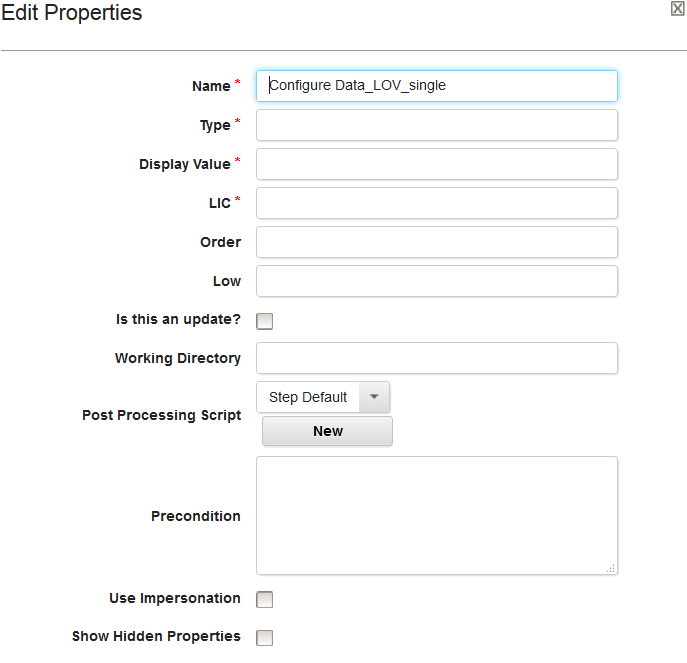 Edit Properties
Name *
Configure Data_LOV_single
Type *
Display Value *
LIC *
Order
Low
Is this an update?
Working Directory
Post Processing Script
Step Default
New
Precondition
Use Impersonation
Show Hidden Properties